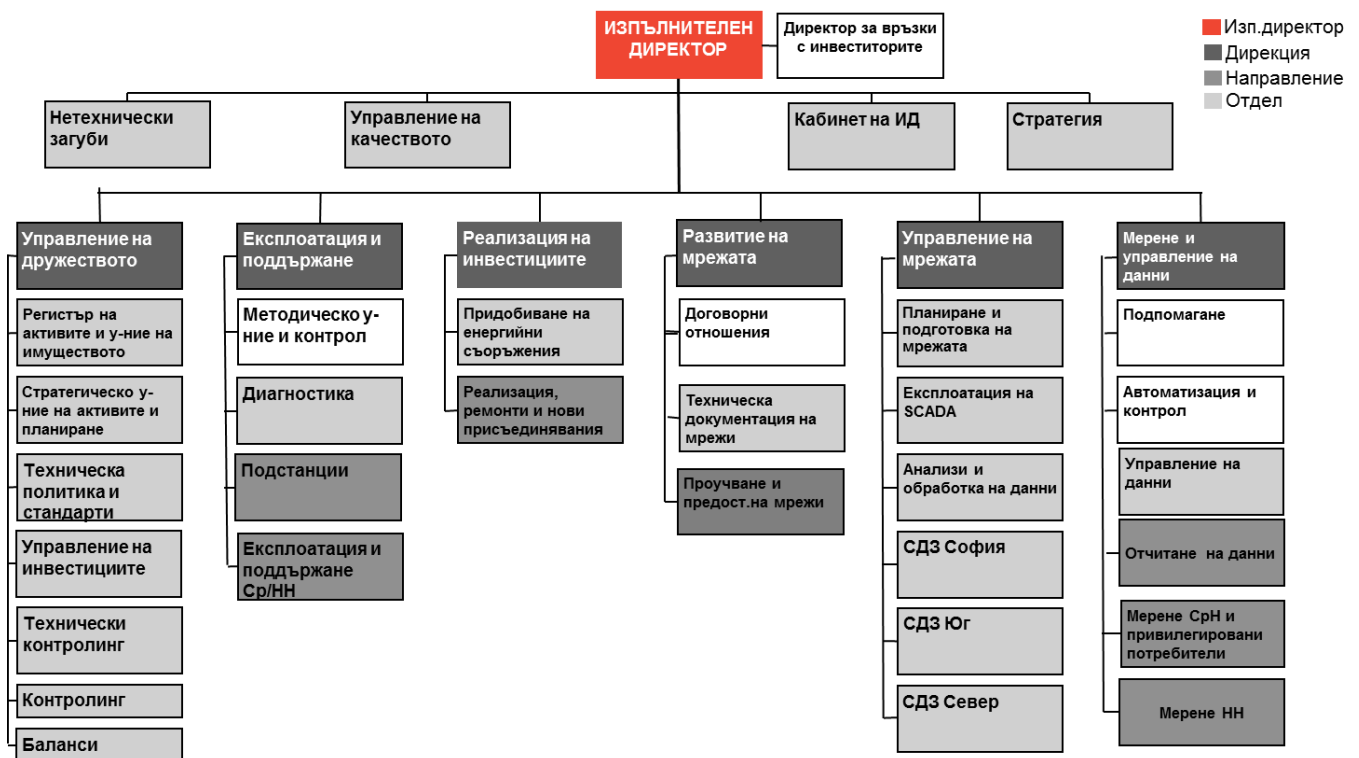 ИЗПЪЛНИТЕЛЕН
ДИРЕКТОР
Директор за връзки
с инвеститорите
Изп.директор
Дирекция
Направление
Отдел
Нетехнически
загуби
Управление на
качеството
Кабинет на ИД
Стратегия
Управление на
дружеството
Регистър на
активите и у-ние на
имуществото
Стратегическо у-
ние на активите и
планиране
Техническа
политика и
стандарти
Управление на
инвестициите
Технически
контролинг
Контролинг
Баланси
Експлоатация и
поддържане
Методическо у-
ние и контрол
Диагностика
Подстанции
Експлоатация и
поддържане
Ср/НН
Реализация на
инвестициите
Придобиване на
енергийни
съоръжения
Реализация,
ремонти и нови
присъединявания
Развитие на
мрежата
Договорни
отношения
Техническа
документация на
мрежи
Проучване и
предост.на мрежи
Управление на
мрежата
Планиране и
подготовка на
мрежата
Експлоатация на
SCADA
Анализи и
обработка на данни
СДЗ София
СДЗ Юг
СДЗ Север
Мерене и
управление на
данни
Подпомагане
Автоматизация и
контрол
Управление на
данни
Отчитане на данни
Мерене СрН и
привилегировани
потребители
Мерене НН